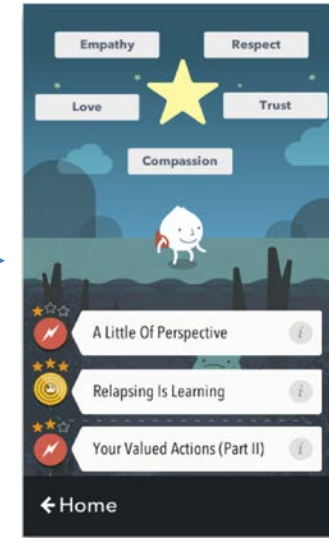 Empathy Respect
Love Trust
Compassion
A Little Of Perspective i
Relapsing Is Learning i
Your Valued Actions (Part II) i
Home